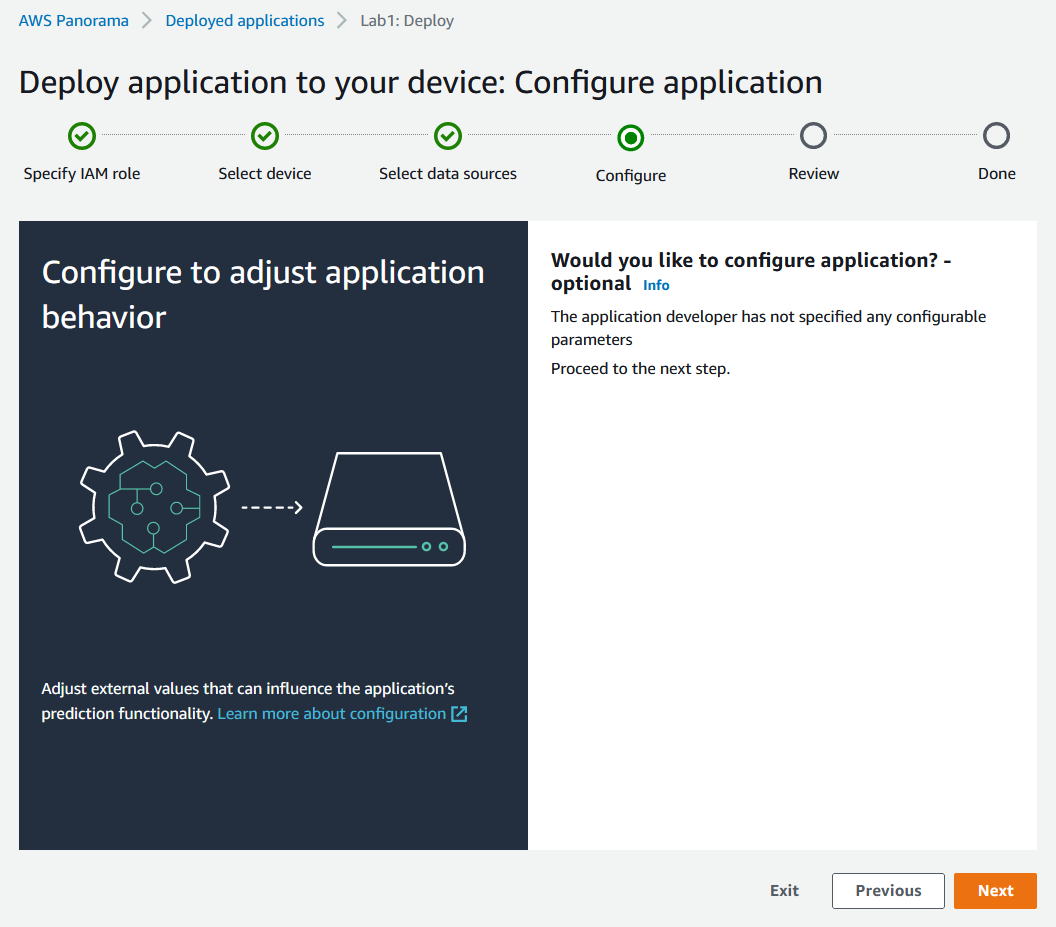 AWS Panorama > Deployed applications > Lab1: Deploy
Deploy application to your device: Configure application
Specify IAM role
Select device
Select data sources
Configure
Review
Done
Configure to adjust application
behavior
Adjust external values that can influence the application's
prediction functionality. Learn more about configuration
Would you like to configure application? -
optional Info
The application developer has not specified any configurable
parameters
Proceed to the next step.
Exit
Previous
Next